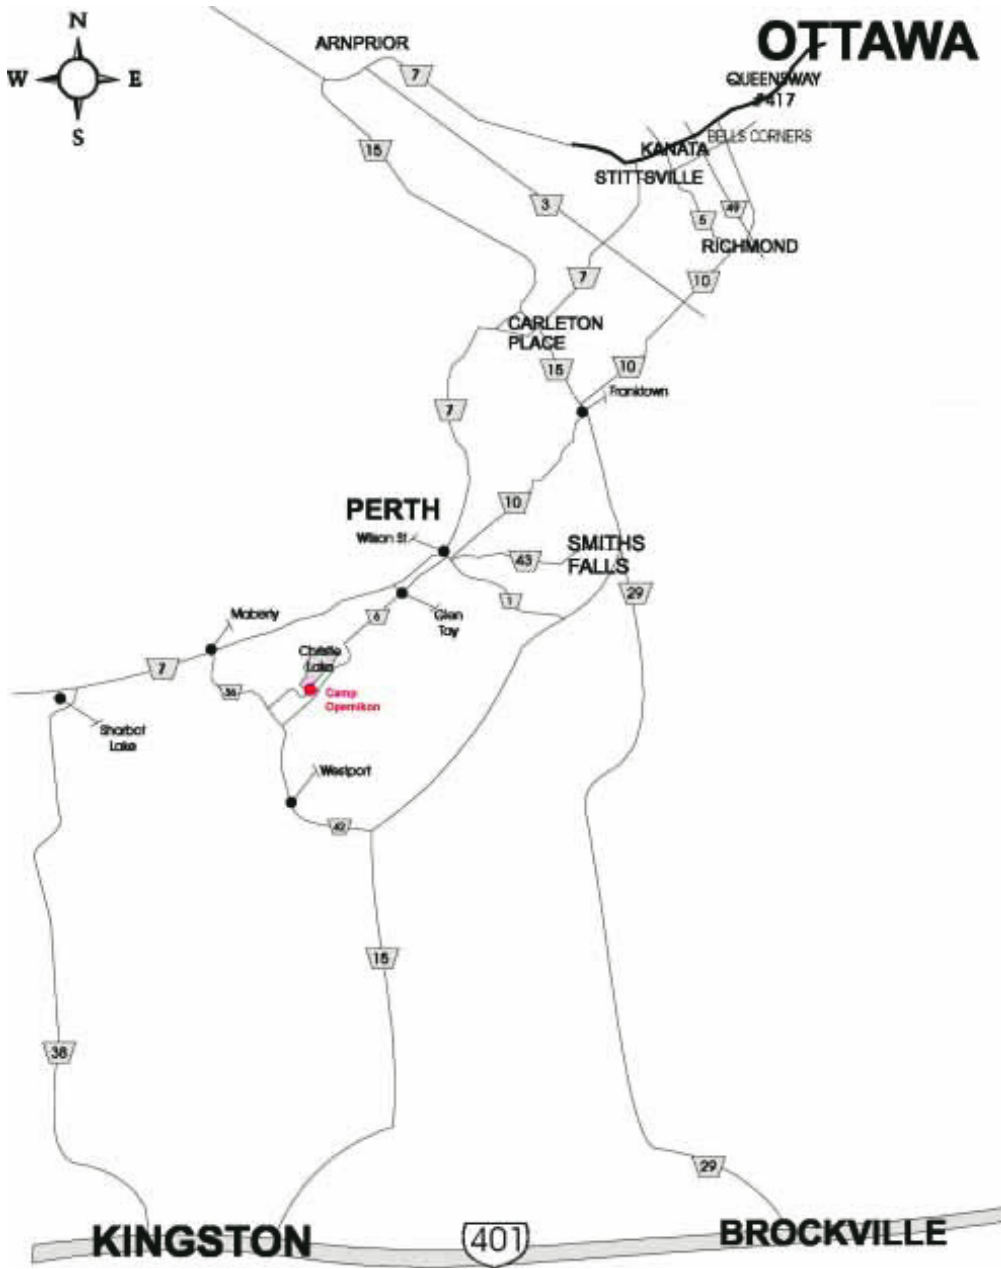 N
W
E
S
OTTAWA
ARNPRIOR
7
QUEENSWAY
#417
BELLS CORNERS
KANATA
15
STITTSVILLE
3
5
49
RICHMOND
7
10
CARLETON
PLACE
15
10
Franktown
7
10
PERTH
Wilson St
SMITHS
FALLS
43
29
1
6
Glen
Tay
Maberly
Christie
Lake
7
36
Camp
Opemikon
Sharbot
Lake
Westport
42
15
38
29
KINGSTON
401
BROCKVILLE